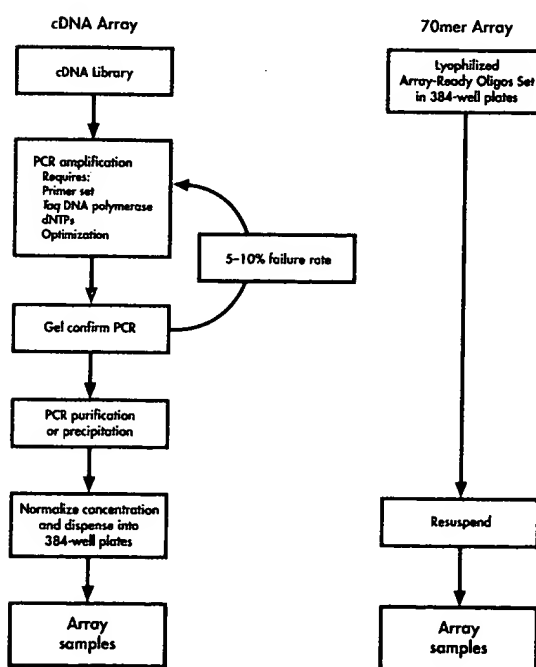 cDNA Array
cDNA Library
PCR amplification
Requires:
Primer set
Taq DNA polymerase
dNTPs
Optimization
5–10% failure rate
Gel confirm PCR
PCR purification
or precipitation
Normalize concentration
and dispense into
384-well plates
Array
samples
70mer Array
Lyophilized
Array-Ready Oligos Set
in 384-well plates
Resuspend
Array
samples